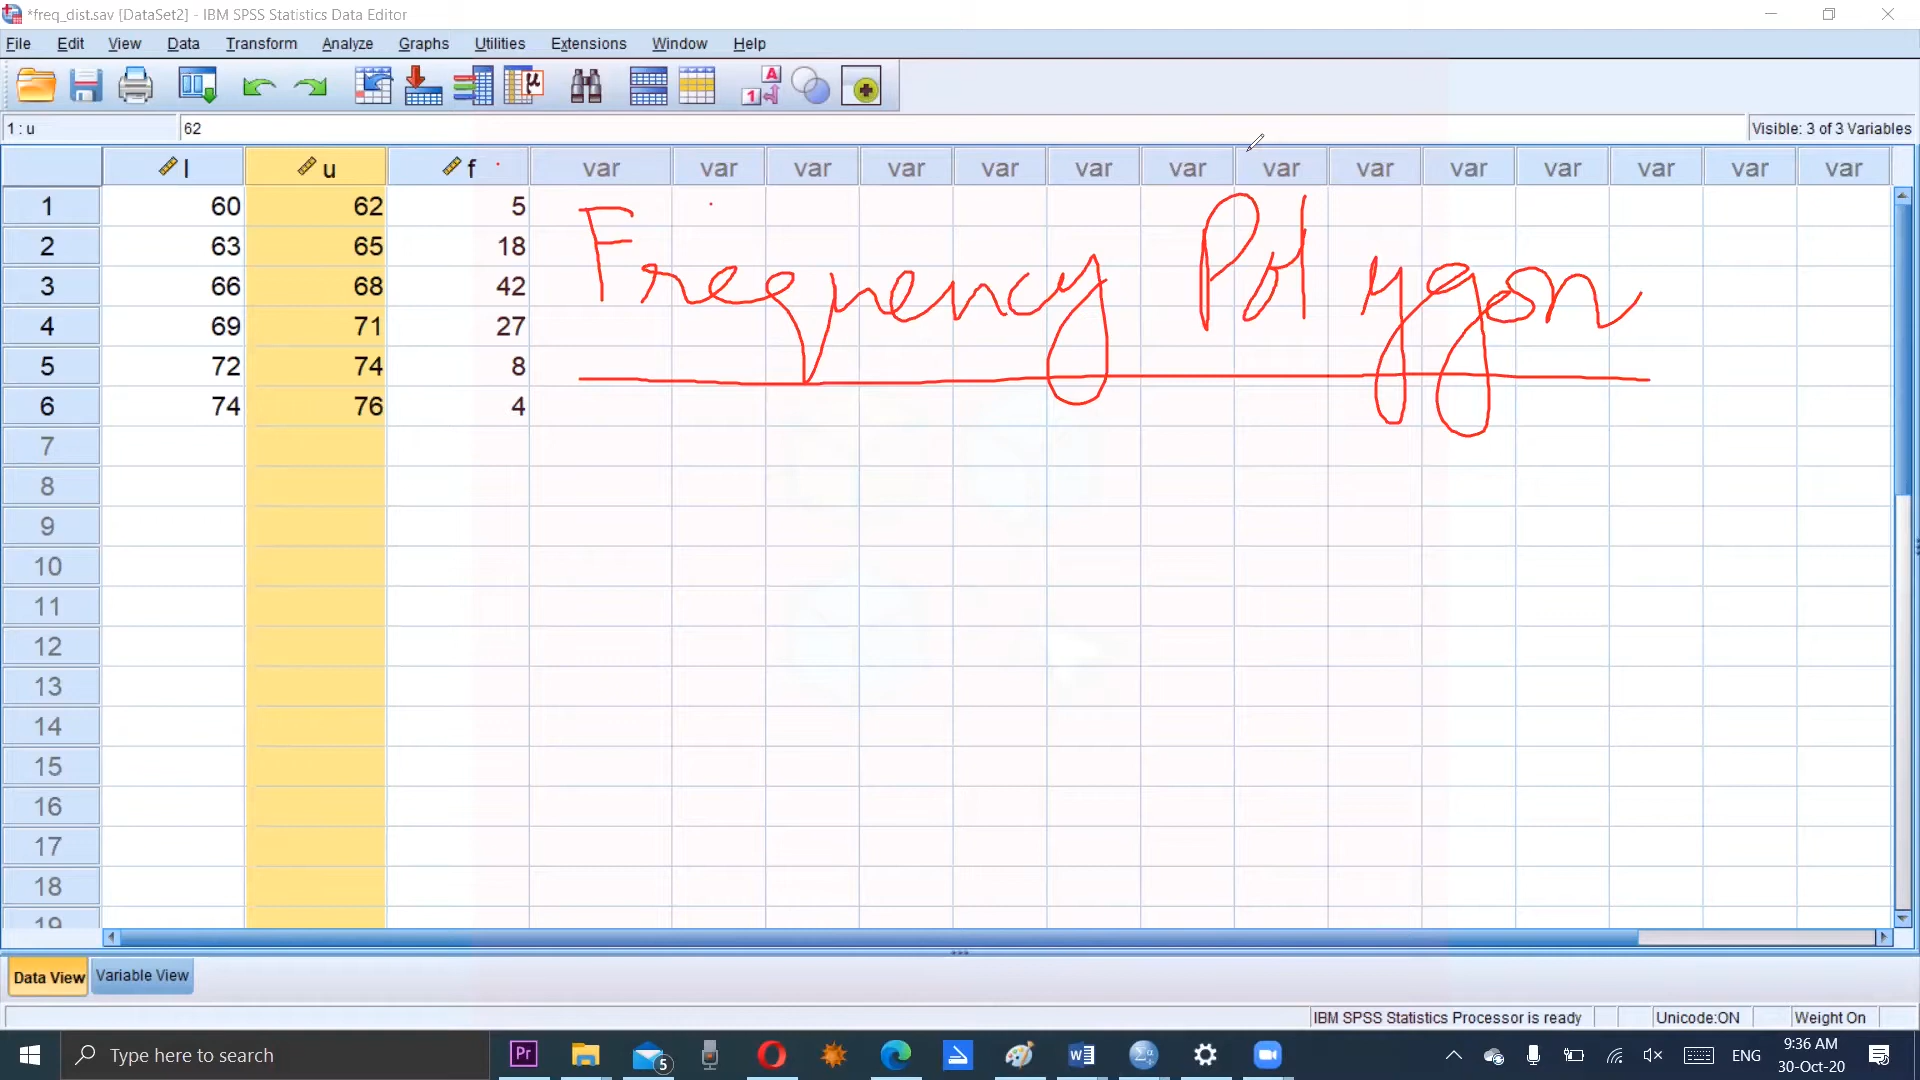 *freq_dist.sav [DataSet2] - IBM SPSS Statistics Data Editor
File Edit View Data Transform Analyze Graphs Utilities Extensions Window Help
1 : u 62 Visible: 3 of 3 Variables
l u f var var var var var var var var var var var var var var
1 60 62 5
2 63 65 18
3 66 68 42
4 69 71 27
5 72 74 8
6 74 76 4
Frequency Polygon
7
8
9
10
11
12
13
14
15
16
17
18
19
Data View Variable View
IBM SPSS Statistics Processor is ready Unicode:ON Weight On
Type here to search Pr 5 ENG 9:36 AM
30-Oct-20